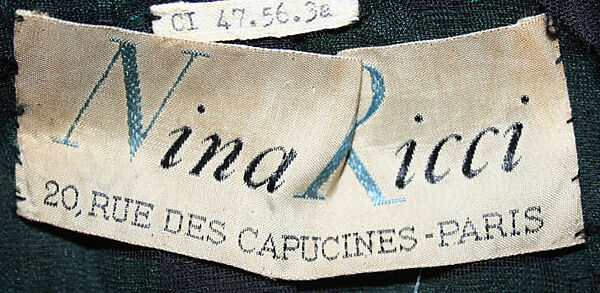 CI 47.56.3a
Nina Ricci
20, RUE DES CAPUCINES - PARIS